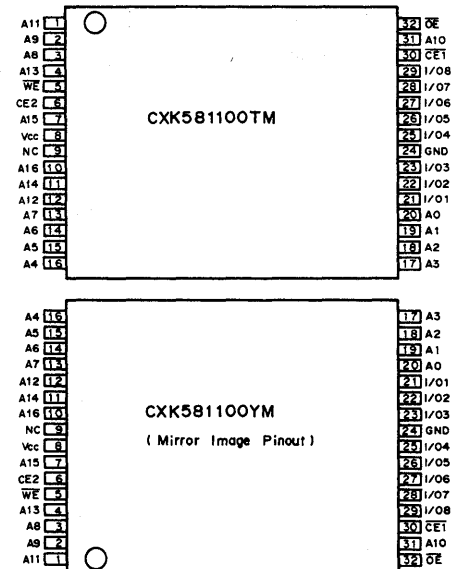 A11 1 32 O̅E̅
A9 2 31 A10
A8 3 30 C̅E̅1̅
A13 4 29 I/O8
W̅E̅ 5 28 I/O7
CE2 6 27 I/O6
A15 7 26 I/O5
CXK581100TM
Vcc 8 25 I/O4
NC 9 24 GND
A16 10 23 I/O3
A14 11 22 I/O2
A12 12 21 I/O1
A7 13 20 A0
A6 14 19 A1
A5 15 18 A2
A4 16 17 A3
A4 16 17 A3
A5 15 18 A2
A6 14 19 A1
A7 13 20 A0
A12 12 21 I/O1
A14 11 22 I/O2
A16 10 23 I/O3
CXK581100YM
NC 9 24 GND
(Mirror Image Pinout)
Vcc 8 25 I/O4
A15 7 26 I/O5
CE2 6 27 I/O6
W̅E̅ 5 28 I/O7
A13 4 29 I/O8
A8 3 30 C̅E̅1̅
A9 2 31 A10
A11 1 32 O̅E̅